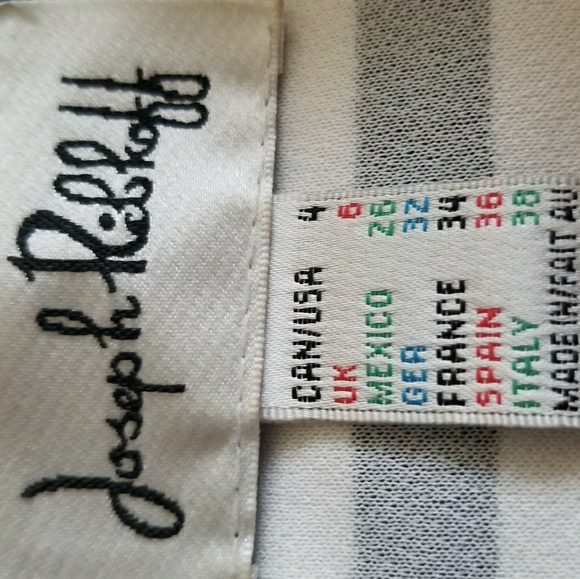 Joseph Ribkoff
CAN/USA 4
UK 6
MEXICO 26
GER 32
FRANCE 34
SPAIN 36
ITALY 38
MADE IN/FAIT AU